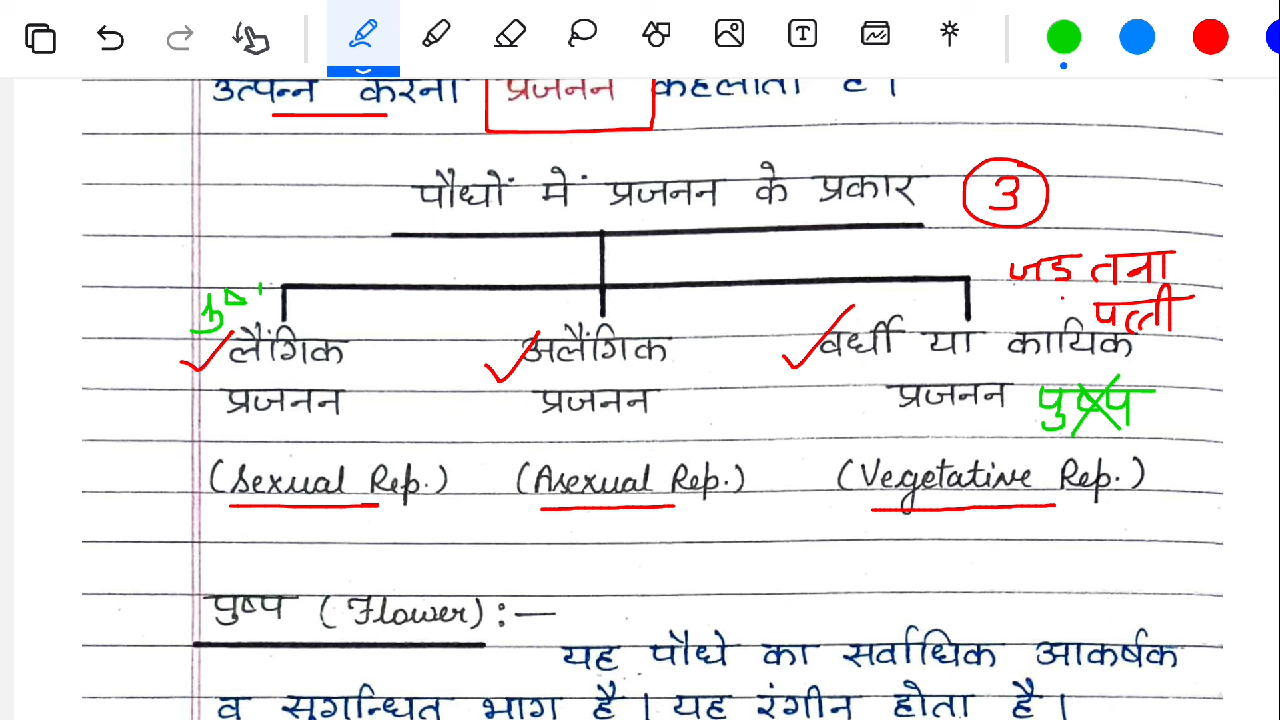 उत्पन्न करना प्रजनन कहलाता है।
पौधों में प्रजनन के प्रकार 3
जड़ तना
पत्ती
लैंगिक अलैंगिक वर्धी या कायिक
प्रजनन प्रजनन प्रजनन पुष्प
(Sexual Rep.) (Asexual Rep.) (Vegetative Rep.)
पुष्प (Flower):—
यह पौधे का सर्वाधिक आकर्षक
व सुगन्धित भाग है। यह रंगीन होता है।